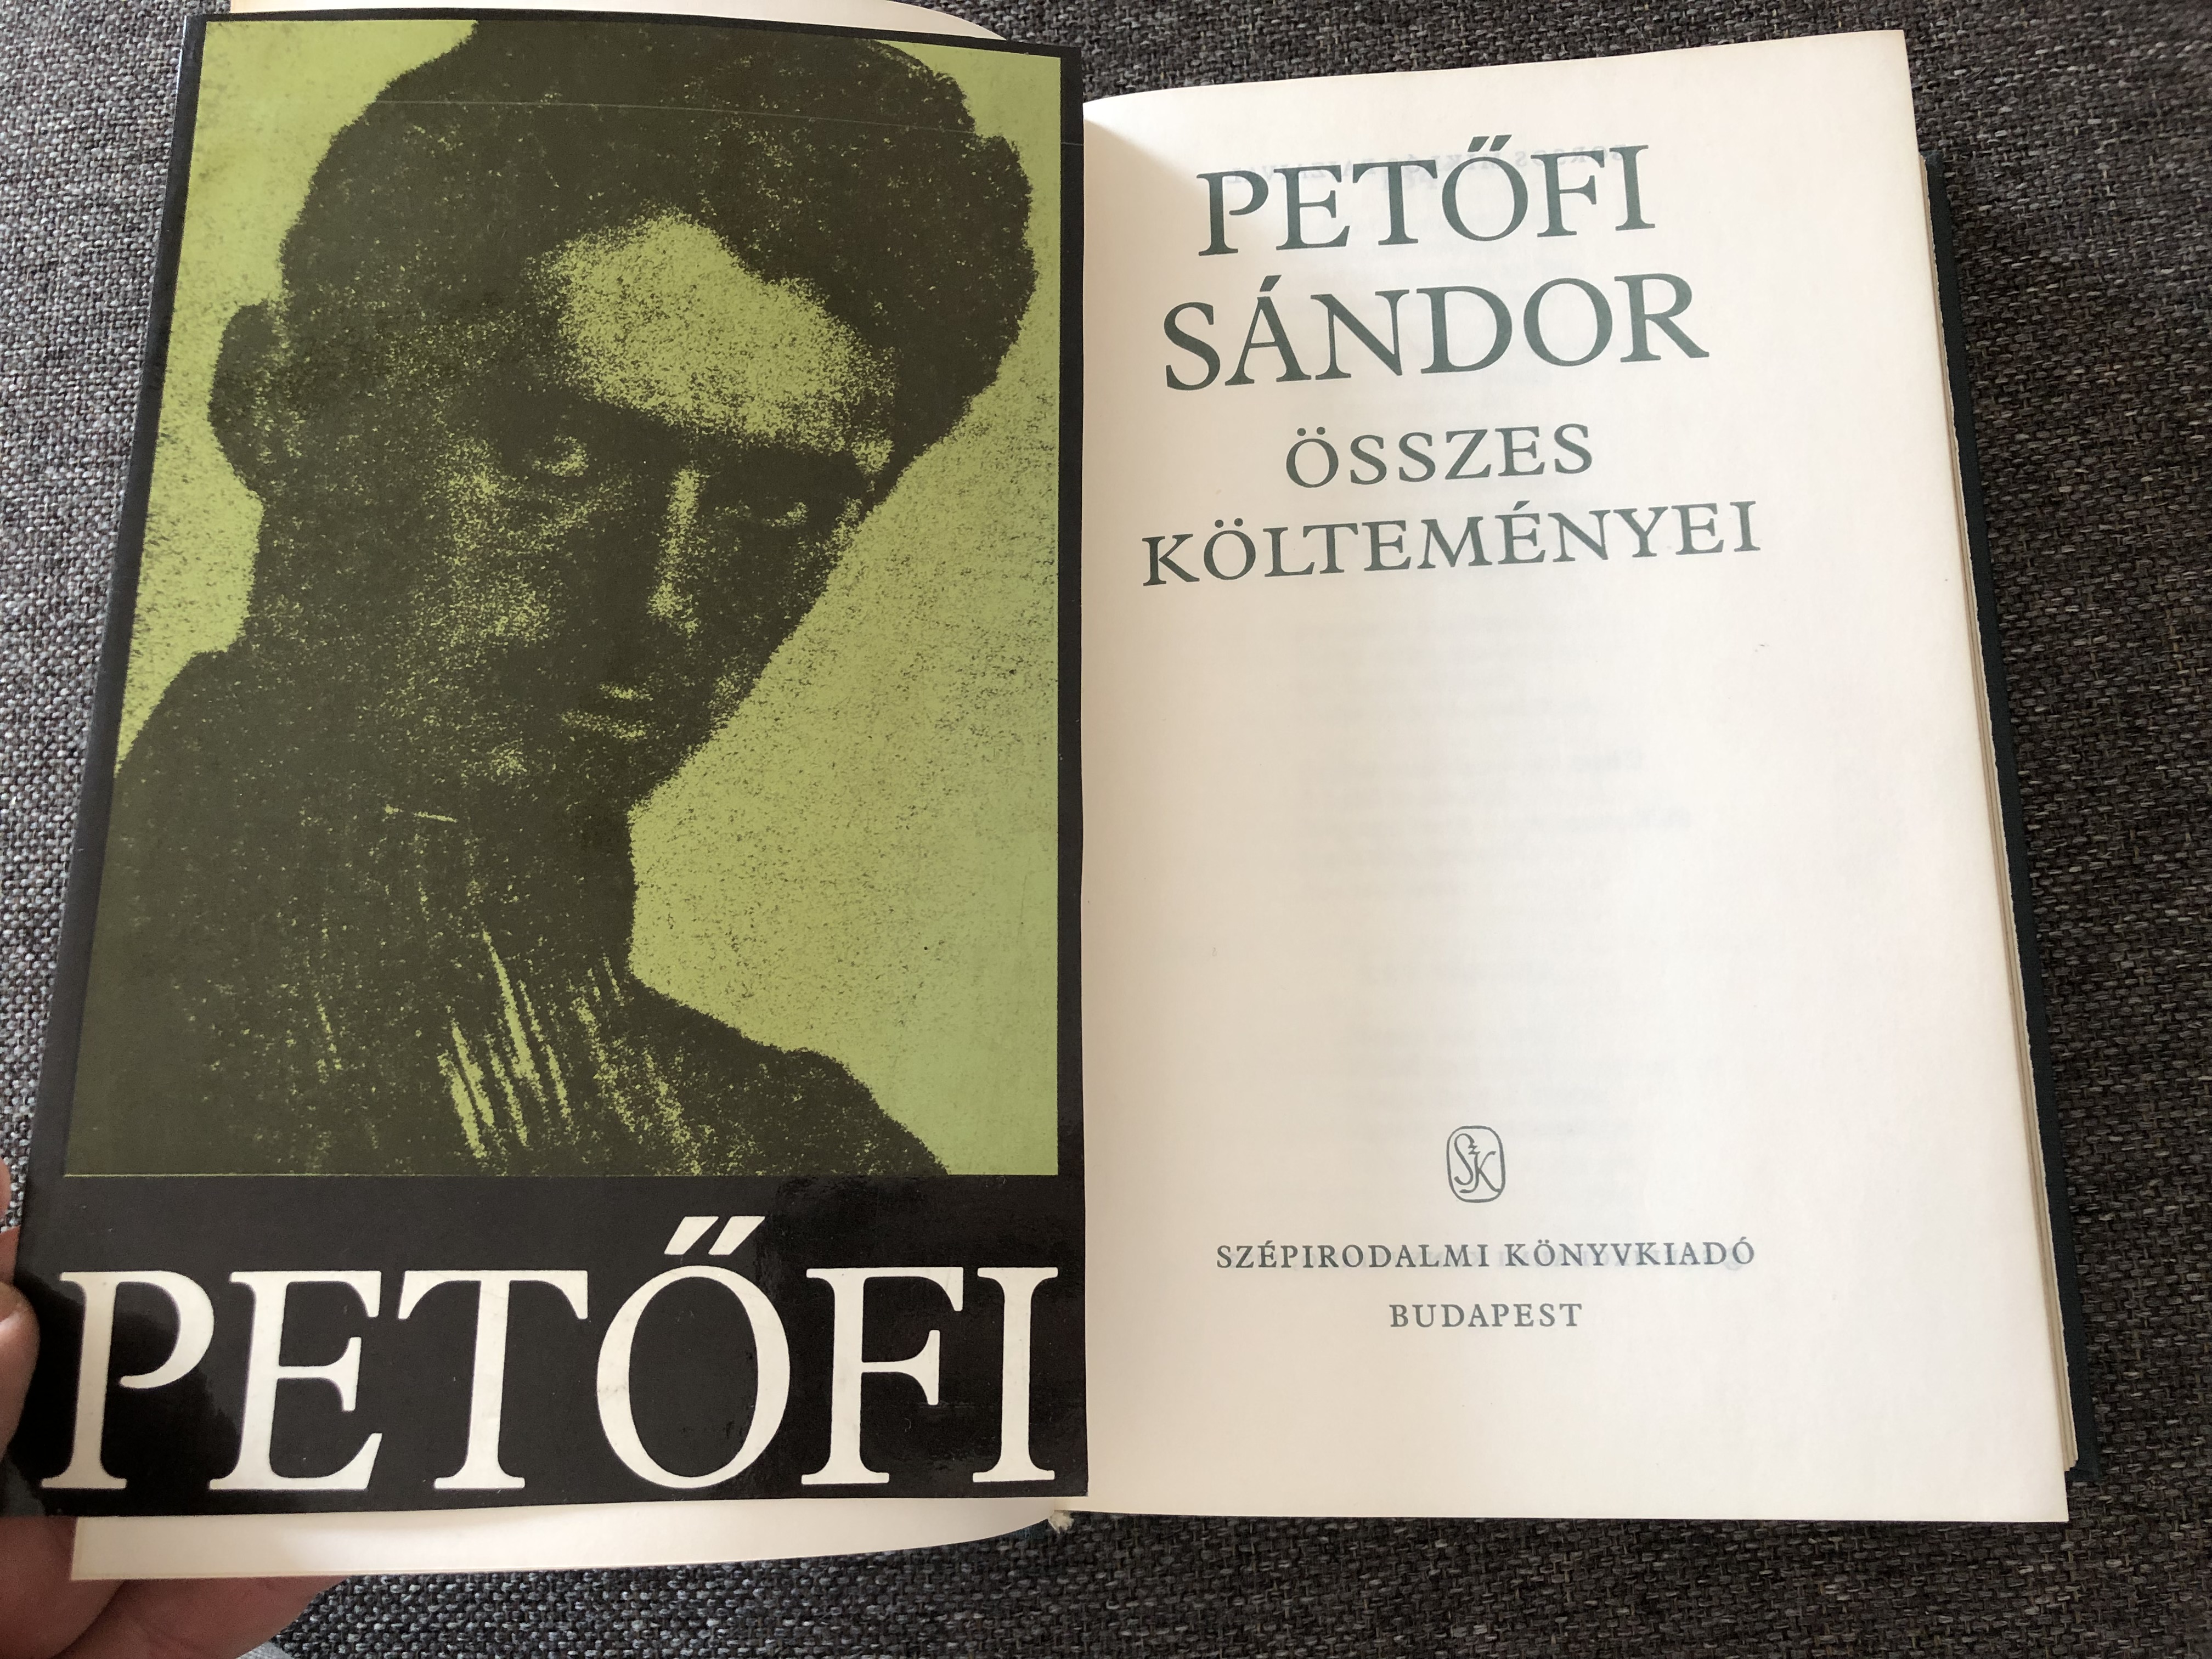 PETŐFI
PETŐFI
SÁNDOR
ÖSSZES
KÖLTEMÉNYEI
SZK
SZÉPIRODALMI KÖNYVKIADÓ
BUDAPEST